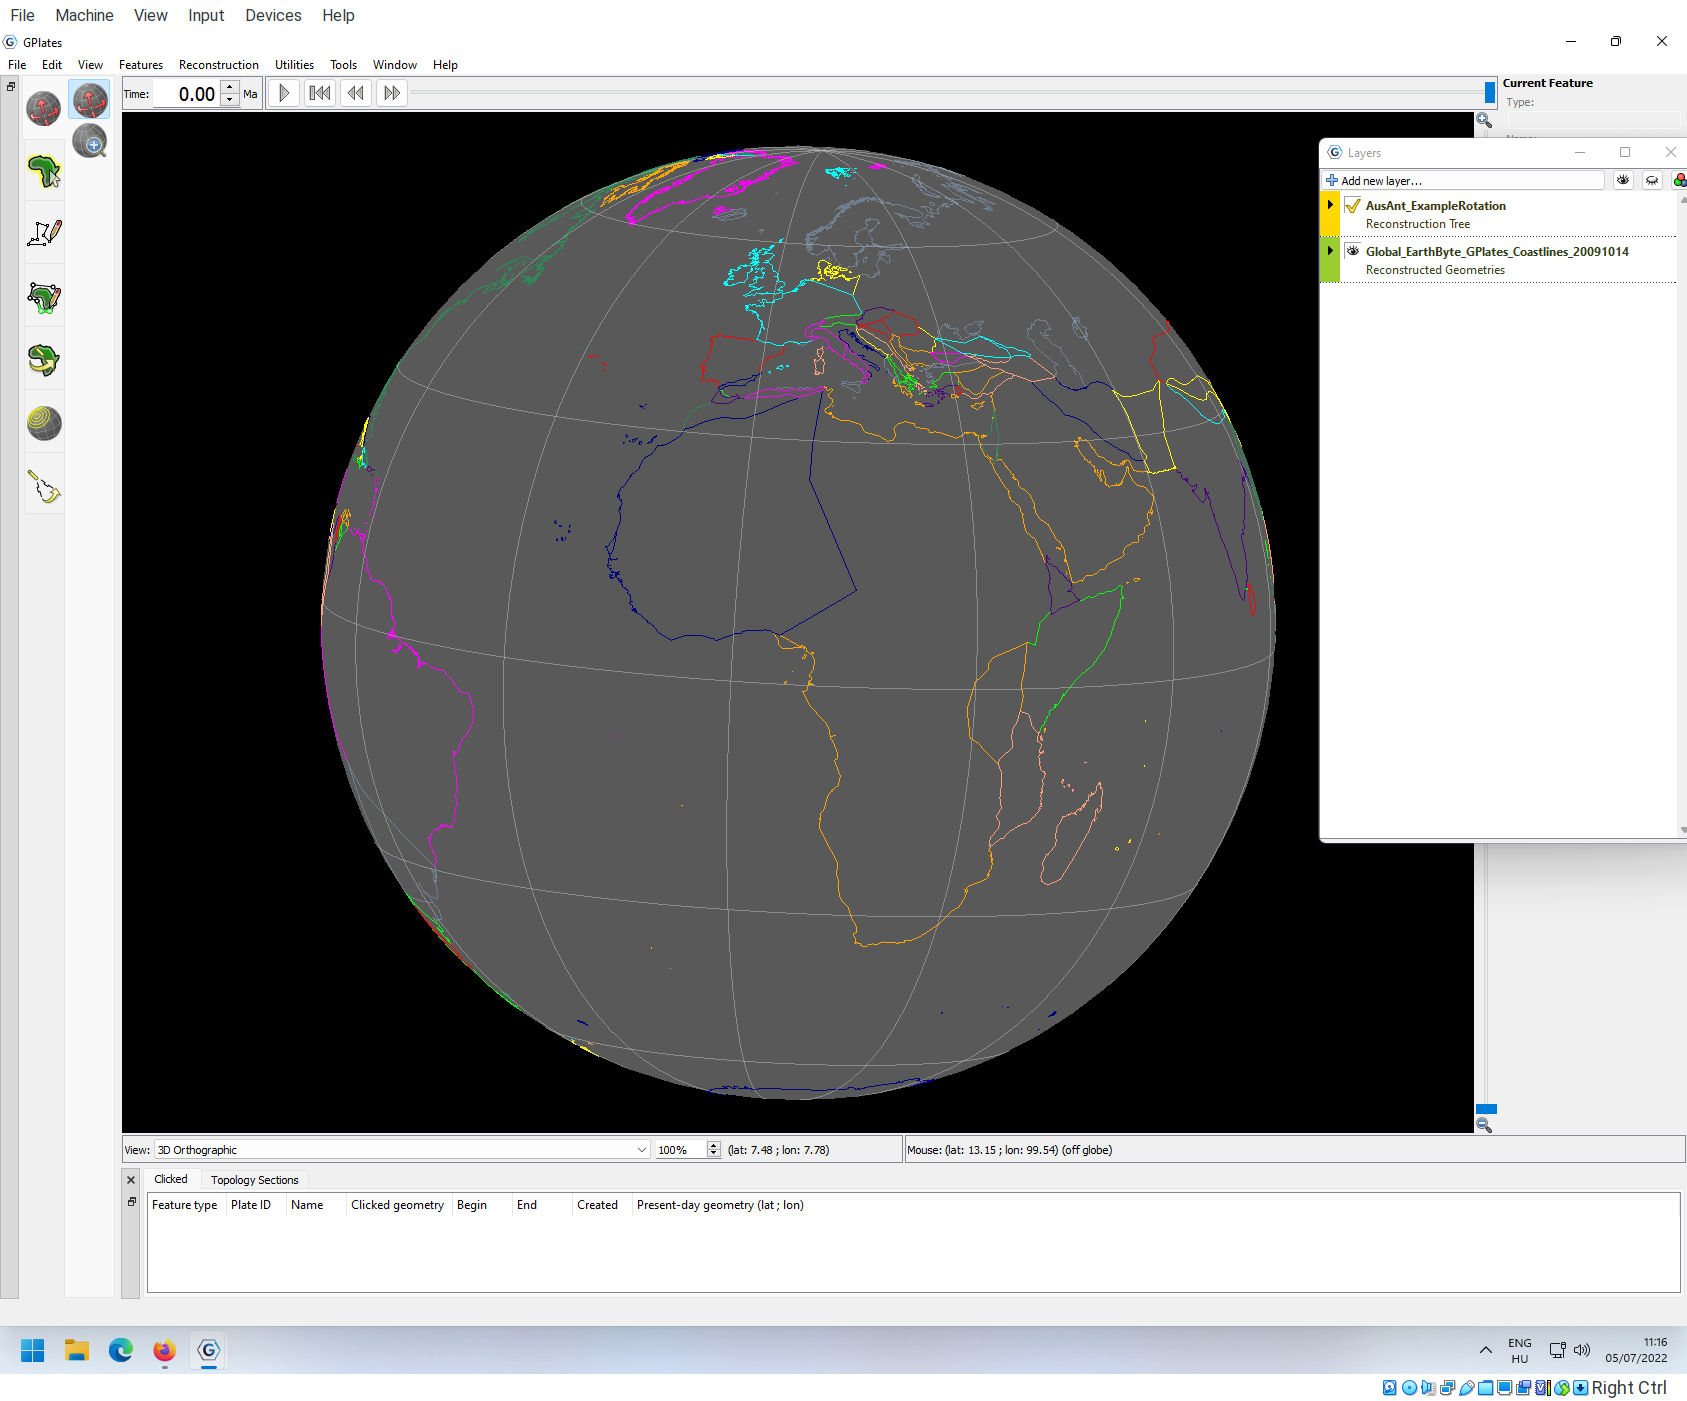 File Machine View Input Devices Help
GPlates
File Edit View Features Reconstruction Utilities Tools Window Help
Time: 0.00 Ma
Current Feature
Type:
Layers
Add new layer...
AusAnt_ExampleRotation
Reconstruction Tree
Global_EarthByte_GPlates_Coastlines_20091014
Reconstructed Geometries
View: 3D Orthographic 100% (lat: 7.48 ; lon: 7.78) Mouse: (lat: 13.15 ; lon: 99.54) (off globe)
Clicked Topology Sections
Feature type Plate ID Name Clicked geometry Begin End Created Present-day geometry (lat ; lon)
ENG 11:16
HU 05/07/2022
Right Ctrl